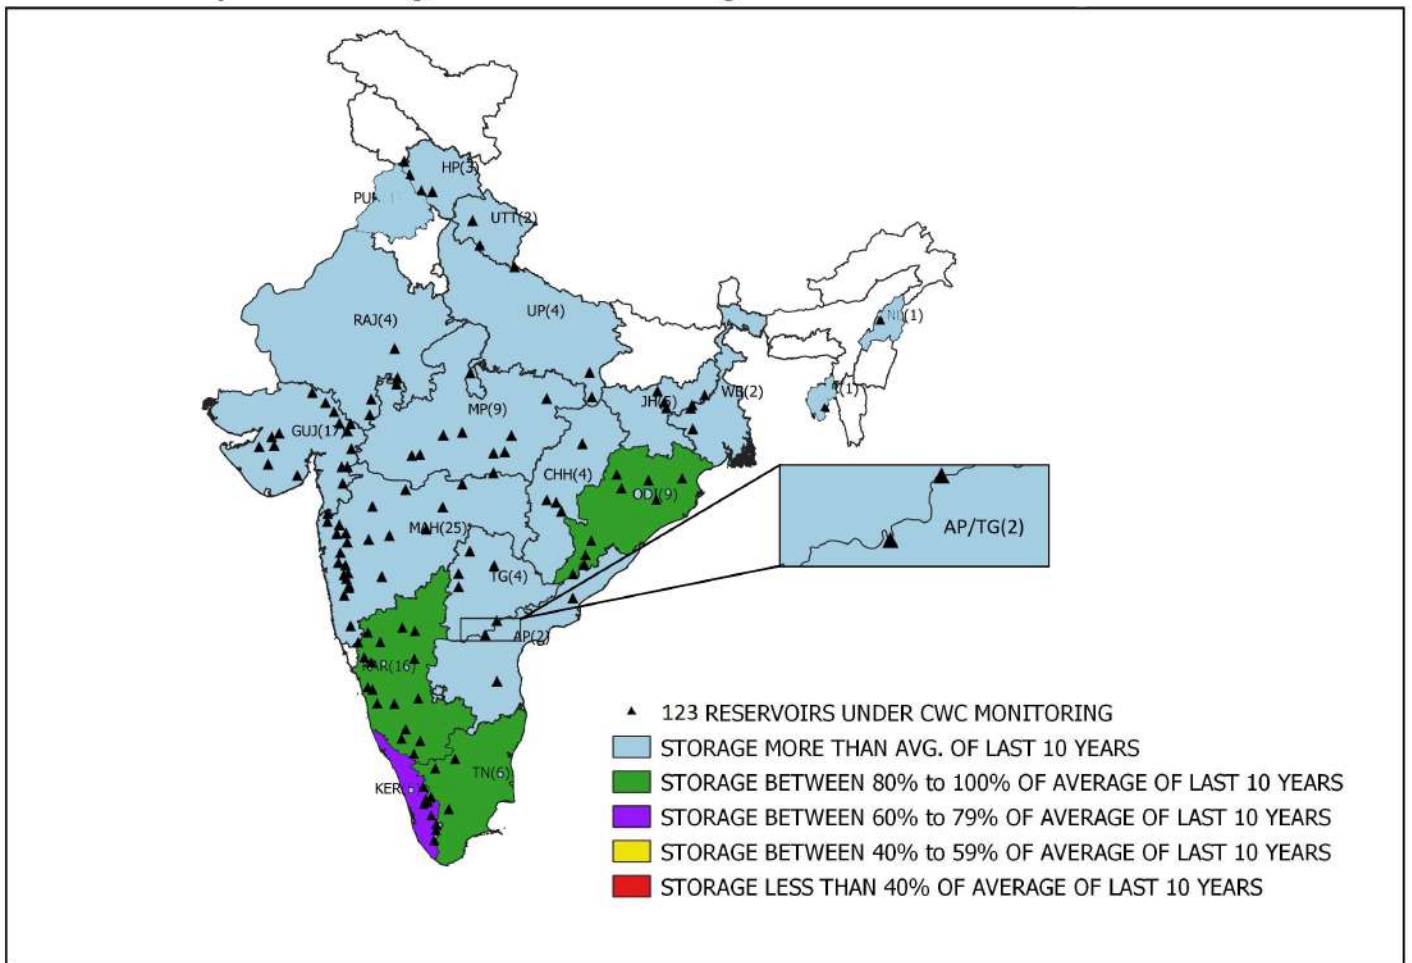 HP(3)
UTT(2)
RAJ(4)
UP(4)
NL(1)
(1)
MP(9)
JH(5)
WB(2)
GUJ(17)
CHH(4)
ODI(9)
MAH(25)
AP/TG(2)
TG(4)
AP(2)
KAR(16)
TN(6)
KER
123 RESERVOIRS UNDER CWC MONITORING
STORAGE MORE THAN AVG. OF LAST 10 YEARS
STORAGE BETWEEN 80% to 100% OF AVERAGE OF LAST 10 YEARS
STORAGE BETWEEN 60% to 79% OF AVERAGE OF LAST 10 YEARS
STORAGE BETWEEN 40% to 59% OF AVERAGE OF LAST 10 YEARS
STORAGE LESS THAN 40% OF AVERAGE OF LAST 10 YEARS